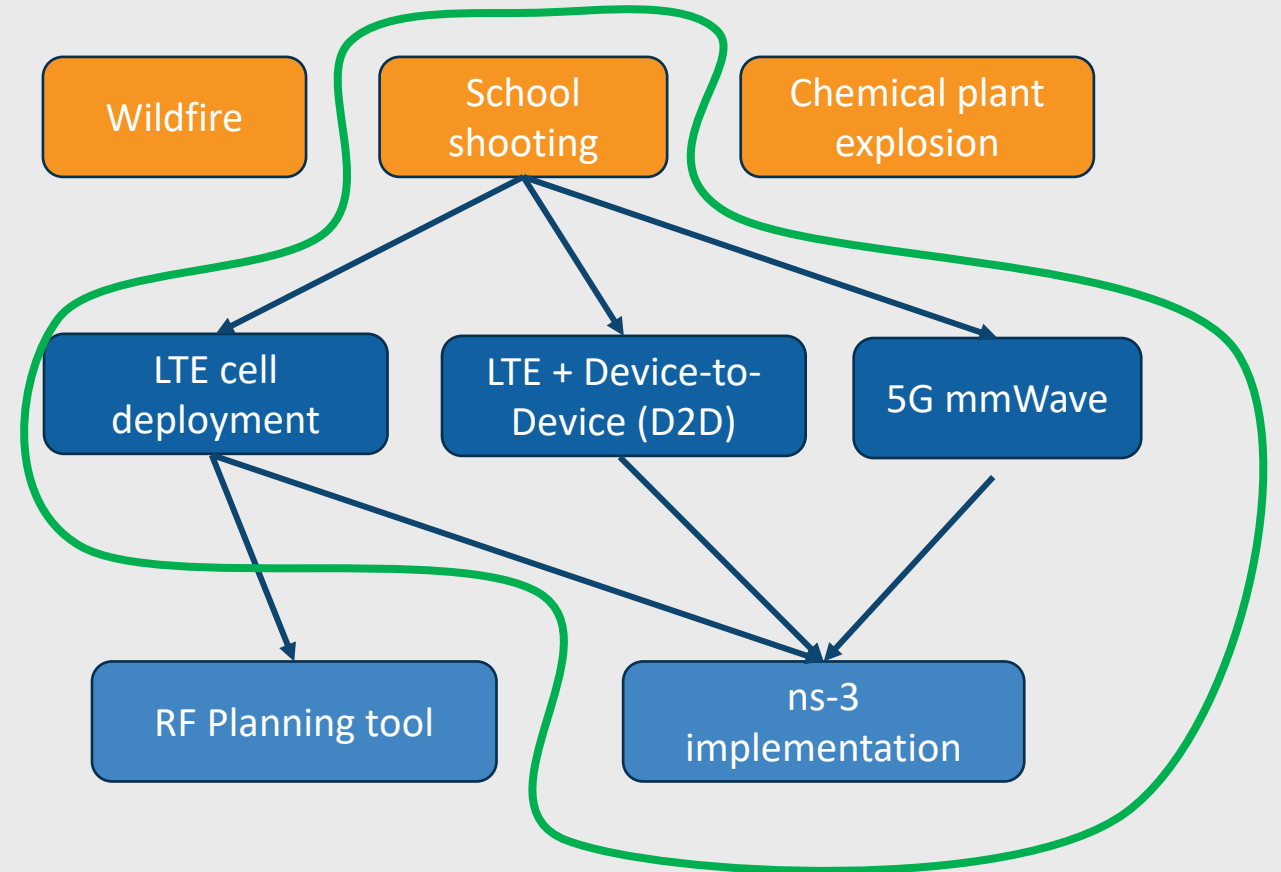 Wildfire
School
shooting
Chemical plant
explosion
LTE cell
deployment
LTE + Device-to-
Device (D2D)
5G mmWave
RF Planning tool
ns-3
implementation